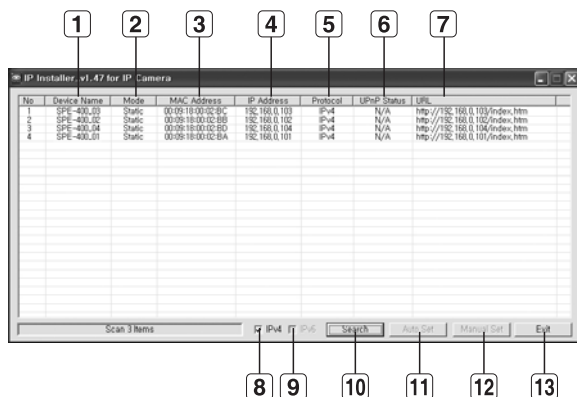 1 2 3 4 5 6 7
IP Installer. v1.47 for IP Camera
No Device Name Mode MAC Address IP Address Protocol UPnP Status URL
1 SPE-400_03 Static 00:09:18:00:02:BC 192,168,0,103 IPv4 N/A http://192,168,0,103/index,htm
2 SPE-400_02 Static 00:09:18:00:02:BB 192,168,0,102 IPv4 N/A http://192,168,0,102/index,htm
3 SPE-400_04 Static 00:09:18:00:02:BD 192,168,0,104 IPv4 N/A http://192,168,0,104/index,htm
4 SPE-400_01 Static 00:09:18:00:02:BA 192,168,0,101 IPv4 N/A http://192,168,0,101/index,htm
Scan 3 Items IPv4 IPv6 Search Auto Set Manual Set Exit
8 9 10 11 12 13